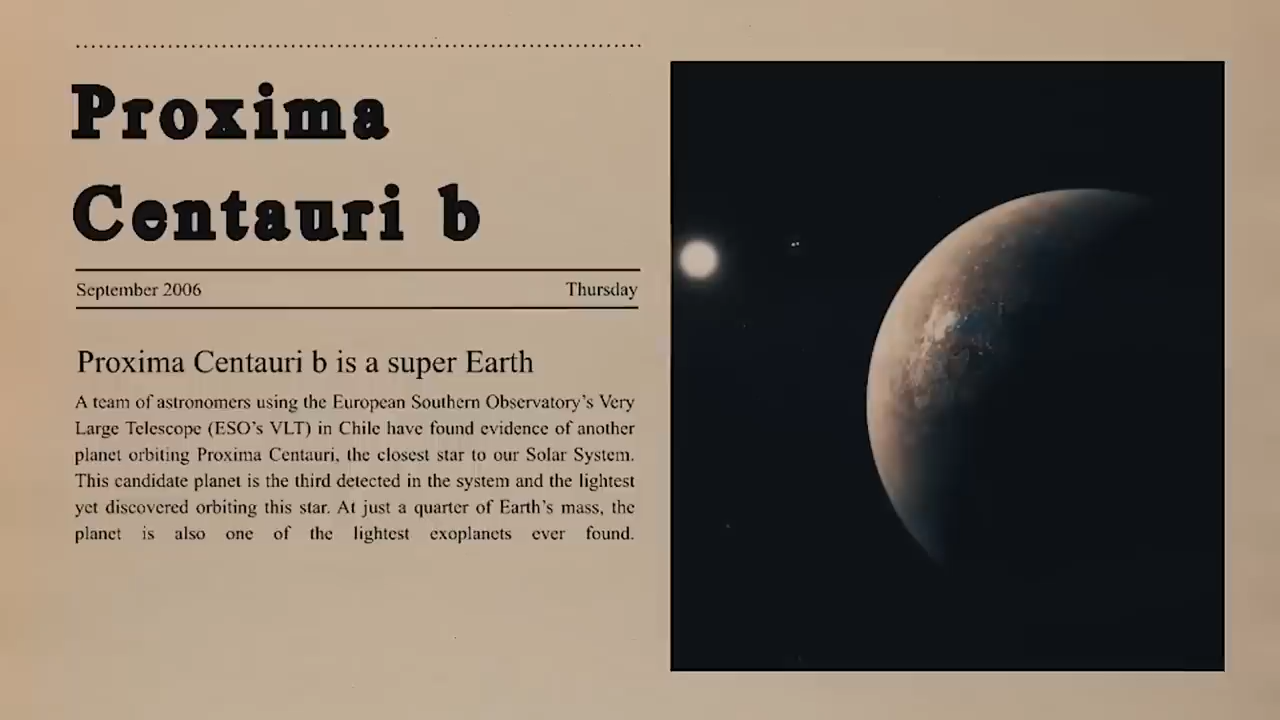 Proxima
Centauri b
September 2006 Thursday
Proxima Centauri b is a super Earth
A team of astronomers using the European Southern Observatory's Very
Large Telescope (ESO's VLT) in Chile have found evidence of another
planet orbiting Proxima Centauri, the closest star to our Solar System.
This candidate planet is the third detected in the system and the lightest
yet discovered orbiting this star. At just a quarter of Earth's mass, the
planet is also one of the lightest exoplanets ever found.